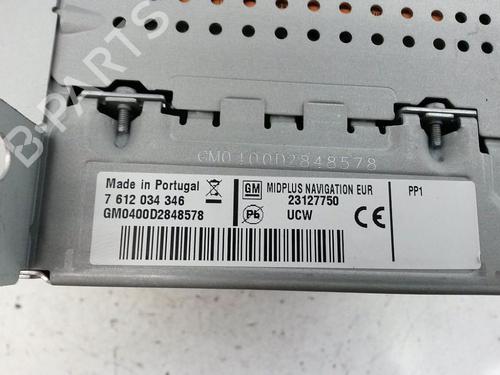 B-PARTS
GM0400D2848578
Made in Portugal
7 612 034 346
GM0400D2848578
GM MIDPLUS NAVIGATION EUR
23127750
Pb UCW CE
PP1